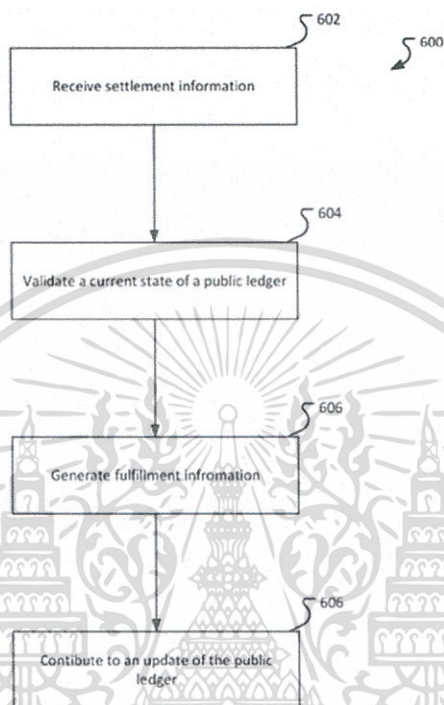 602
600
Receive settlement information
604
Validate a current state of a public ledger
606
Generate fulfillment infromation
606
Contibute to an update of the public
ledger